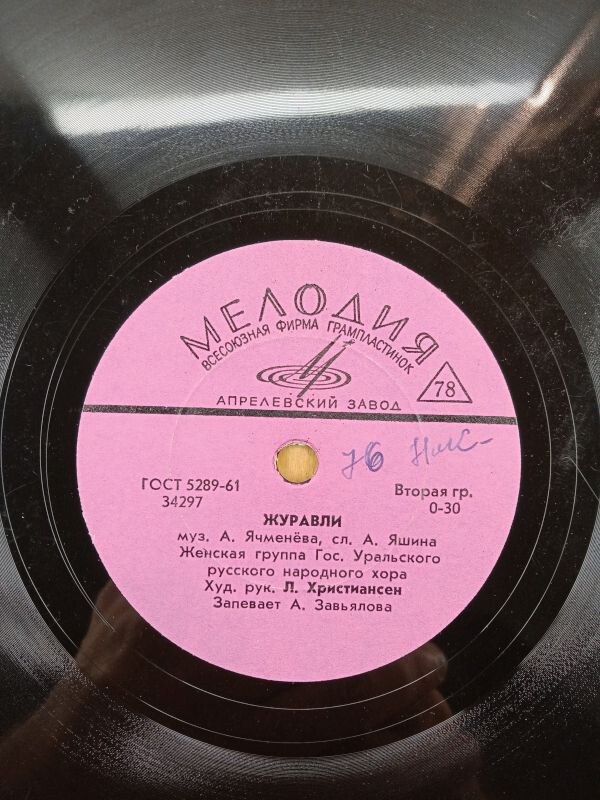 МЕЛОДИЯ
ВСЕСОЮЗНАЯ ФИРМА ГРАМПЛАСТИНОК
78
АПРЕЛЕВСКИЙ ЗАВОД
76
ГОСТ 5289-61
34297
Вторая гр.
0-30
ЖУРАВЛИ
муз. А. Ячменёва, сл. А. Яшина
Женская группа Гос. Уральского
русского народного хора
Худ. рук. Л. Христиансен
Запевает А. Завьялова